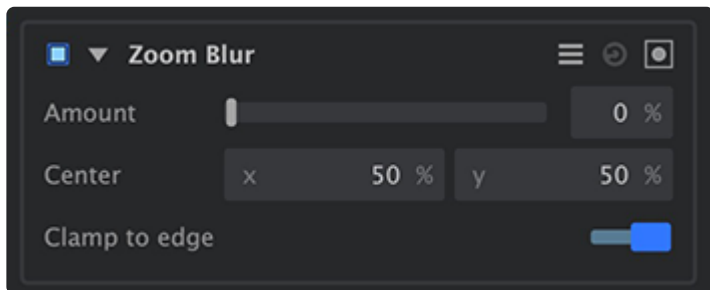 Zoom Blur
Amount 0 %
Center x 50 % y 50 %
Clamp to edge